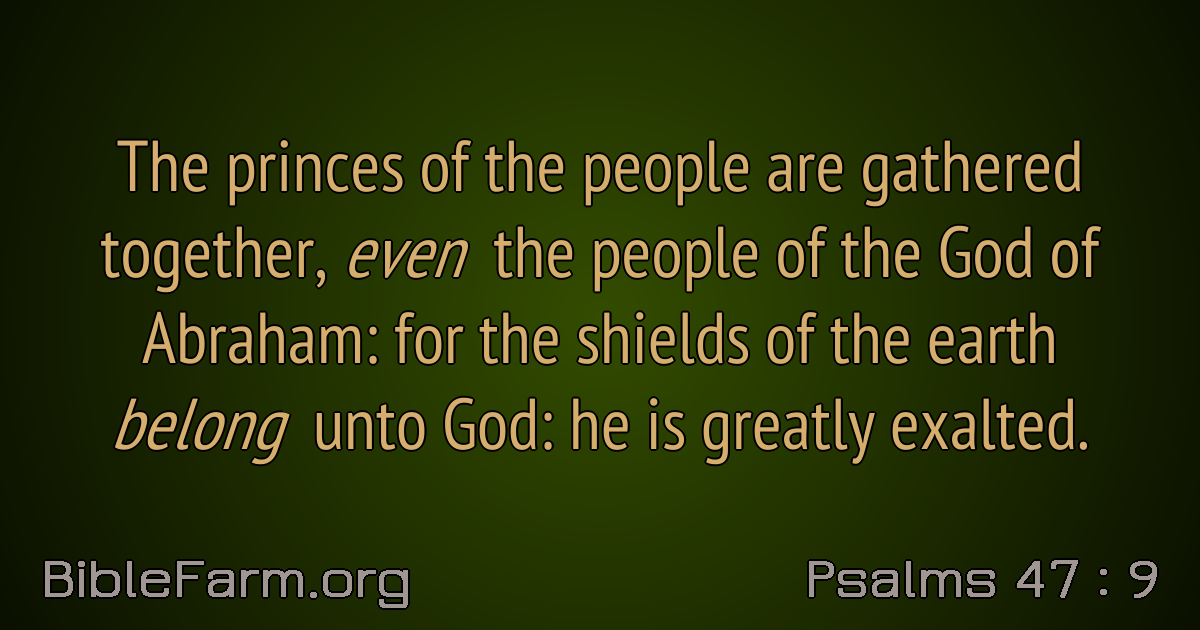 The princes of the people are gathered
together, even the people of the God of
Abraham: for the shields of the earth
belong unto God: he is greatly exalted.
BibleFarm.org
Psalms 47 : 9